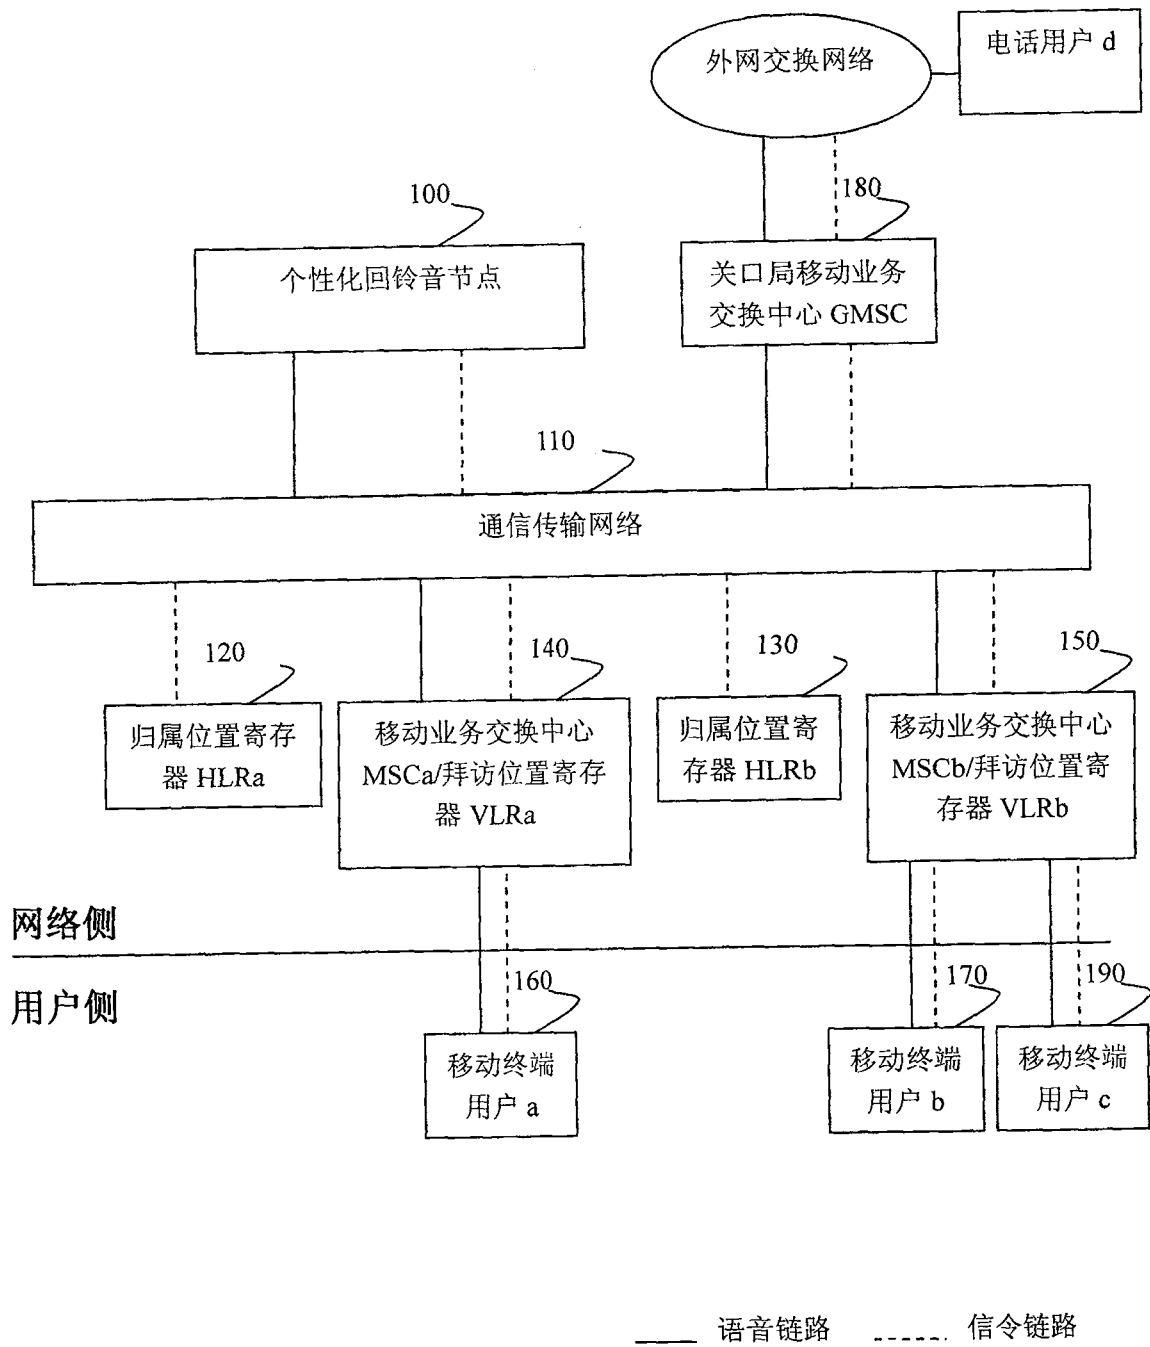 外网交换网络
电话用户 d
100
180
个性化回铃音节点
关口局移动业务
交换中心 GMSC
110
通信传输网络
120
140
130
150
归属位置寄存
器 HLRa
移动业务交换中心
MSCa/拜访位置寄存
器 VLRa
归属位置寄
存器 HLRb
移动业务交换中心
MSCb/拜访位置寄
存器 VLRb
网络侧
用户侧
160
170
190
移动终端
用户 a
移动终端
用户 b
移动终端
用户 c
语音链路
信令链路